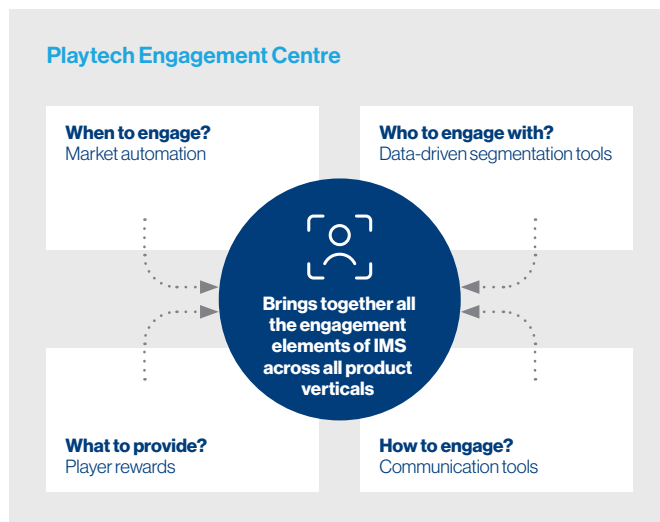 Playtech Engagement Centre
When to engage?
Market automation
Who to engage with?
Data-driven segmentation tools
Brings together all
the engagement
elements of IMS
across all product
verticals
What to provide?
Player rewards
How to engage?
Communication tools